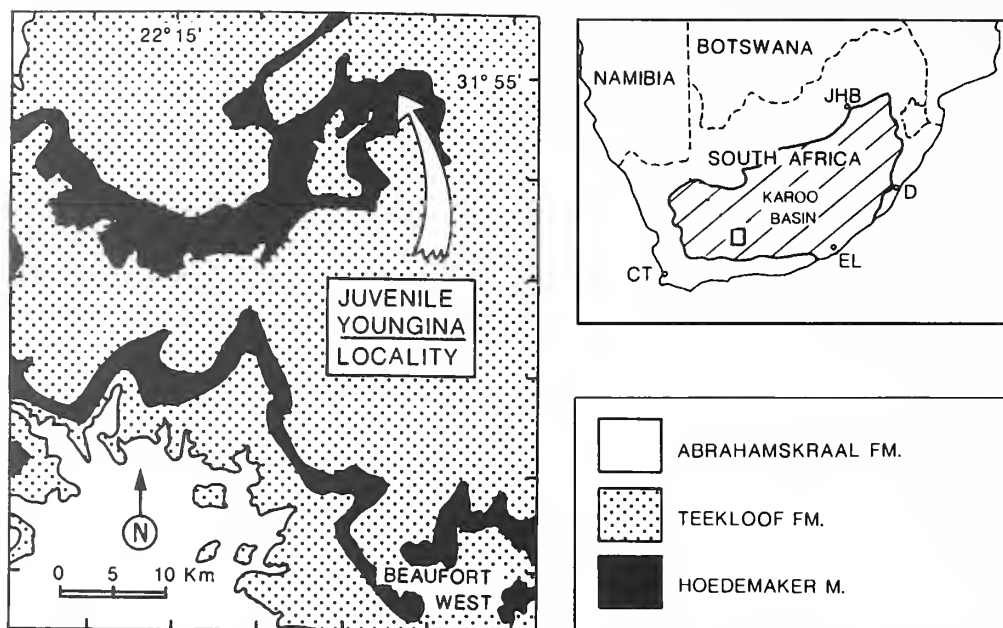 22°15'
31°55
JUVENILE
YOUNGINA
LOCALITY
N
0 5 10 Km
BEAUFORT
WEST
BOTSWANA
NAMIBIA
JHB
SOUTH AFRICA
KAROO
BASIN
D
EL
CT
ABRAHAMSKRAAL FM.
TEEKLOOF FM.
HOEDEMAKER M.